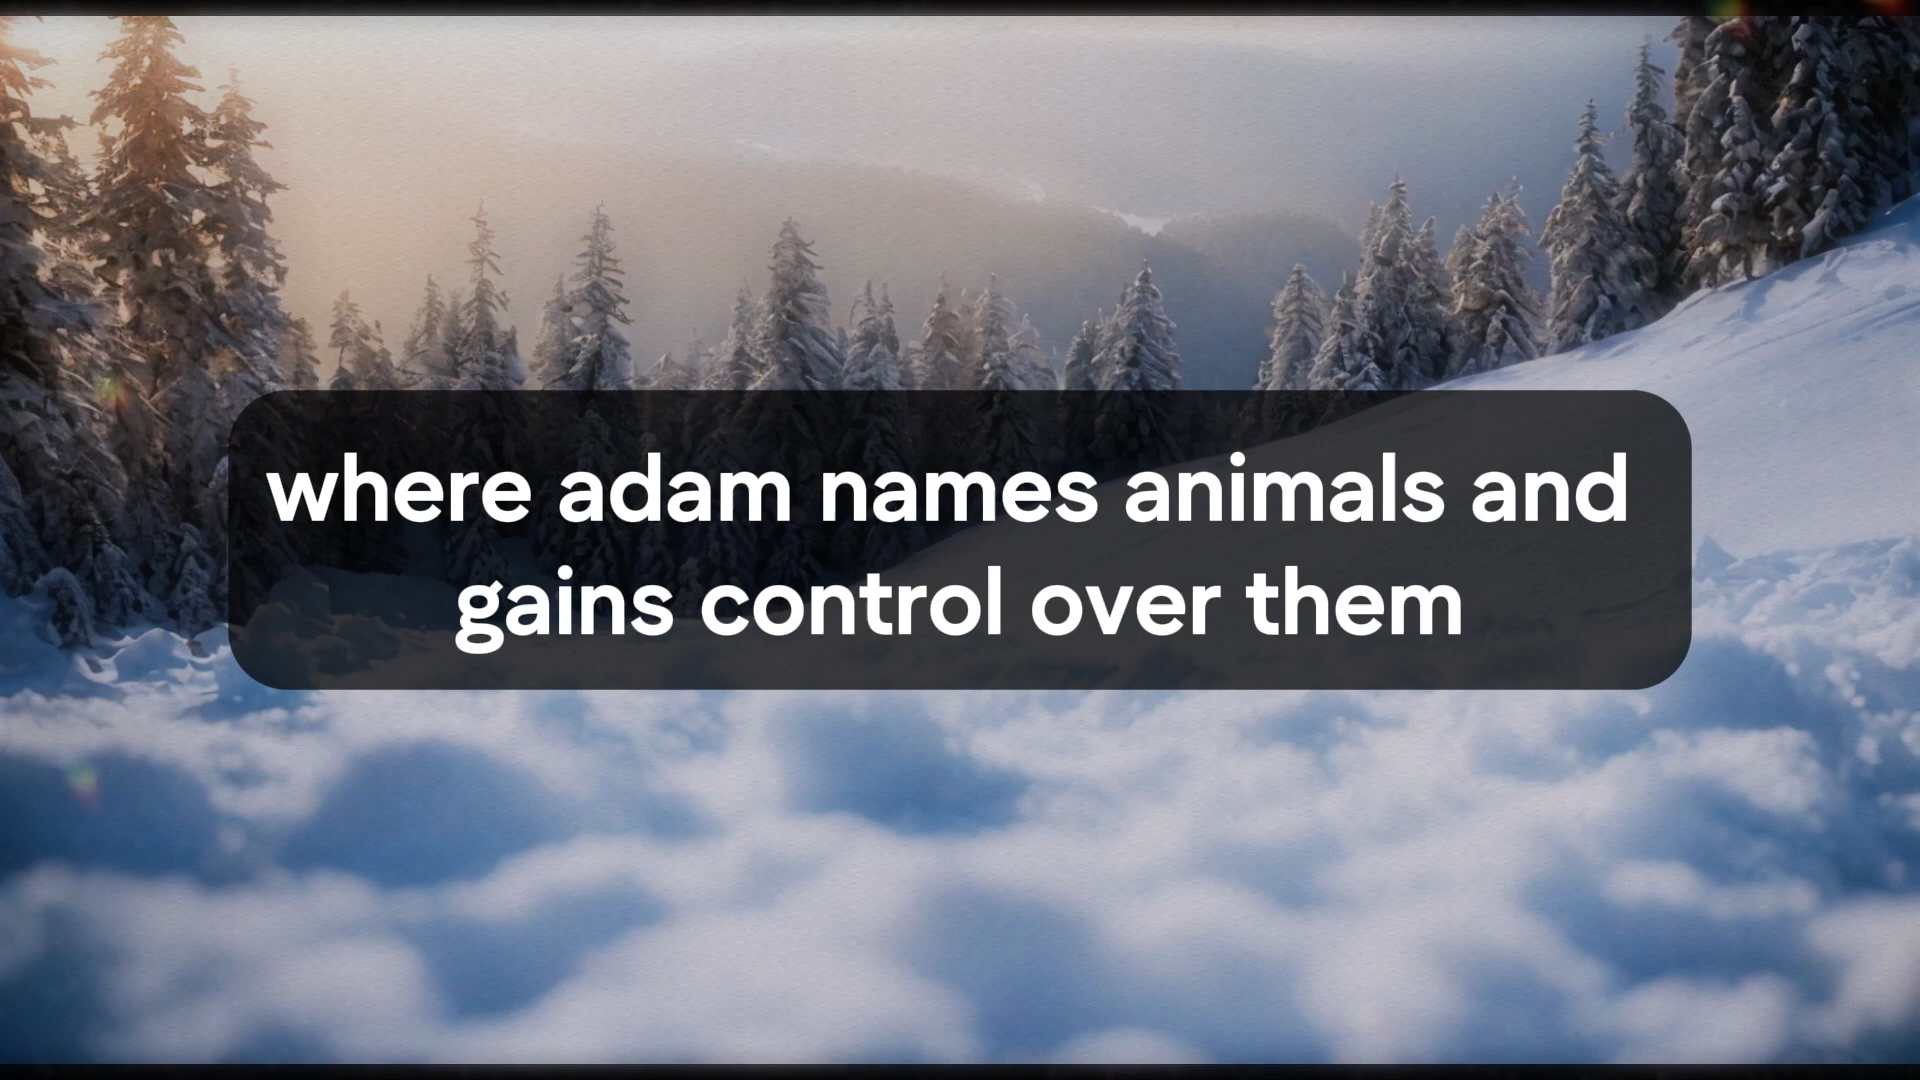 where adam names animals and
gains control over them